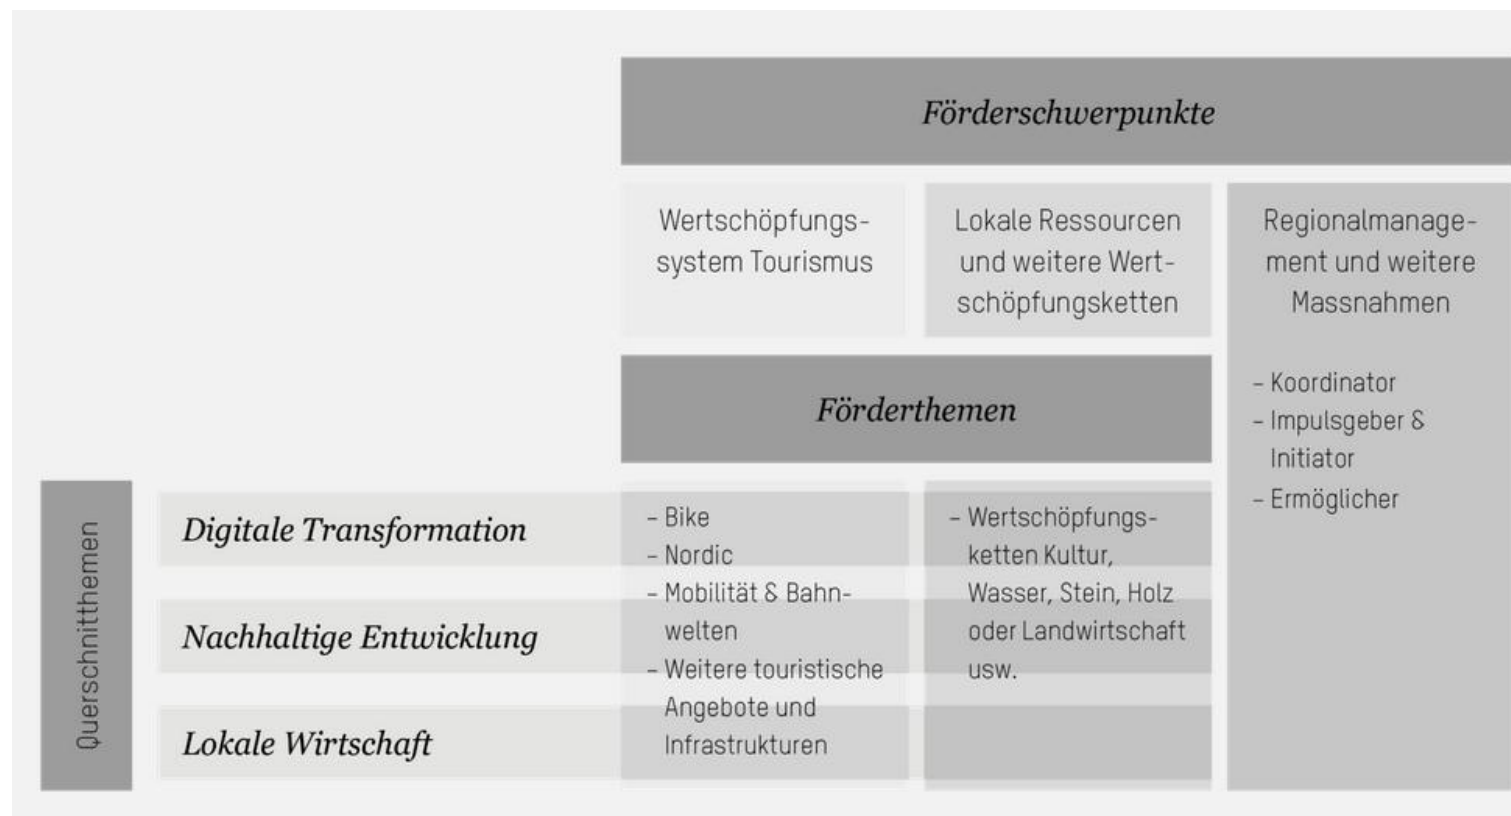 Förderschwerpunkte
Wertschöpfungs-
system Tourismus
Lokale Ressourcen
und weitere Wert-
schöpfungsketten
Regionalmanage-
ment und weitere
Massnahmen
– Koordinator
– Impulsgeber &
Initiator
– Ermöglicher
Förderthemen
Querschnittthemen
Digitale Transformation
Nachhaltige Entwicklung
Lokale Wirtschaft
– Bike
– Nordic
– Mobilität & Bahn-
welten
– Weitere touristische
Angebote und
Infrastrukturen
– Wertschöpfungs-
ketten Kultur,
Wasser, Stein, Holz
oder Landwirtschaft
usw.